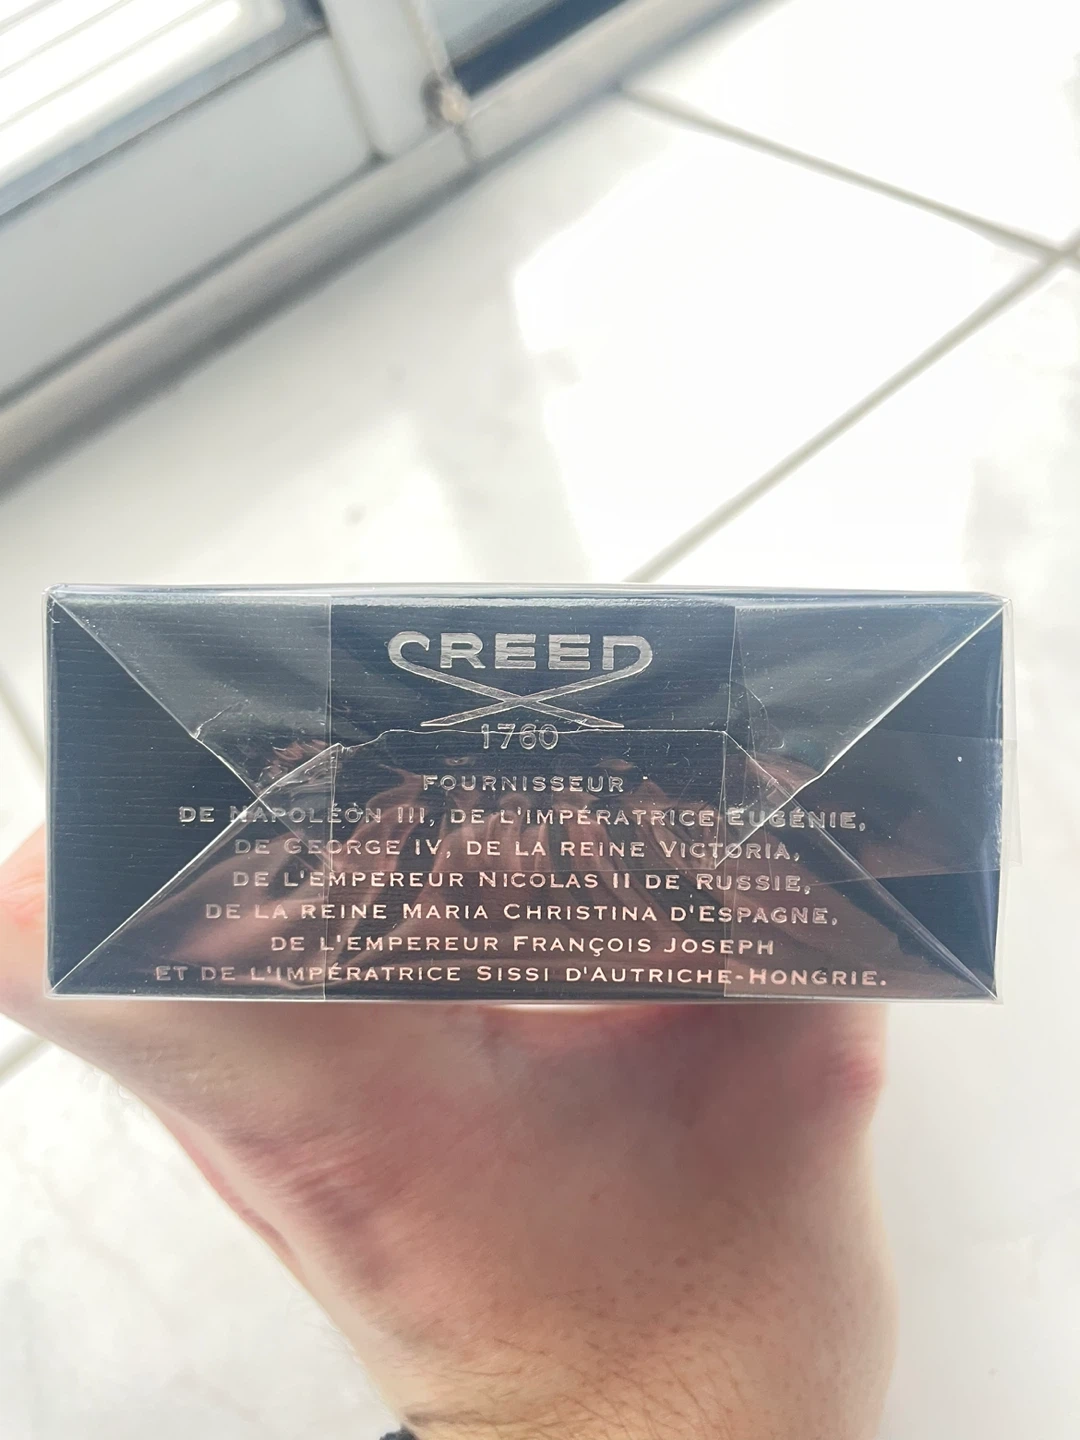 CREED
1760
FOURNISSEUR
DE NAPOLÉON III, DE L'IMPÉRATRICE EUGÉNIE,
DE GEORGE IV, DE LA REINE VICTORIA,
DE L'EMPEREUR NICOLAS II DE RUSSIE,
DE LA REINE MARIA CHRISTINA D'ESPAGNE,
DE L'EMPEREUR FRANÇOIS JOSEPH
ET DE L'IMPÉRATRICE SISSI D'AUTRICHE-HONGRIE.